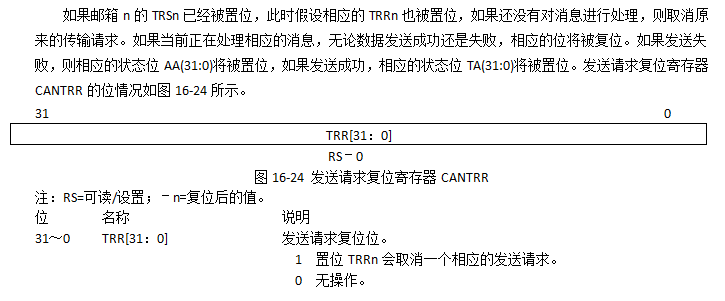 如果邮箱 n 的 TRSn 已经被置位，此时假设相应的 TRRn 也被置位，如果还没有对消息进行处理，则取消原
来的传输请求。如果当前正在处理相应的消息，无论数据发送成功还是失败，相应的位将被复位。如果发送失
败，则相应的状态位 AA(31:0)将被置位，如果发送成功，相应的状态位 TA(31:0)将被置位。发送请求复位寄存器
CANTRR 的位情况如图 16-24 所示。
31 0
TRR[31：0]
RS－0
图 16-24 发送请求复位寄存器 CANTRR
注：RS=可读/设置；－n=复位后的值。
位 名称 说明
31～0 TRR[31：0] 发送请求复位位。
1 置位 TRRn 会取消一个相应的发送请求。
0 无操作。